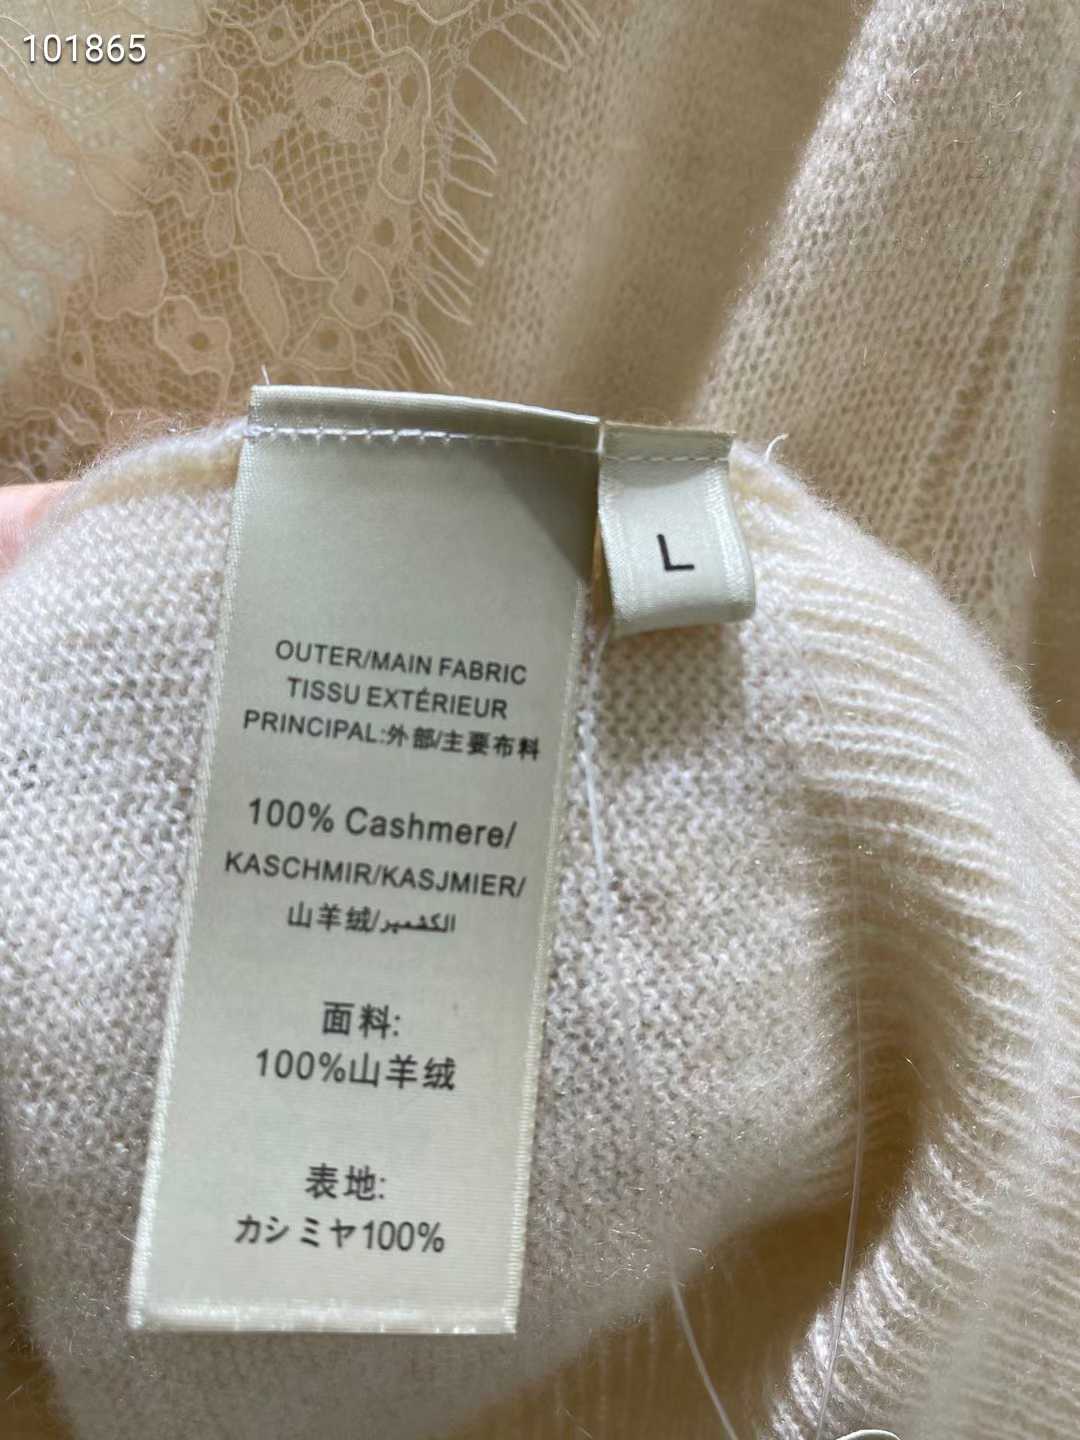 101865
L
OUTER/MAIN FABRIC
TISSU EXTÉRIEUR
PRINCIPAL:外部/主要布料
100% Cashmere/
KASCHMIR/KASJMIER/
山羊绒/الكشمير
面料:
100%山羊绒
表地:
カシミヤ100%